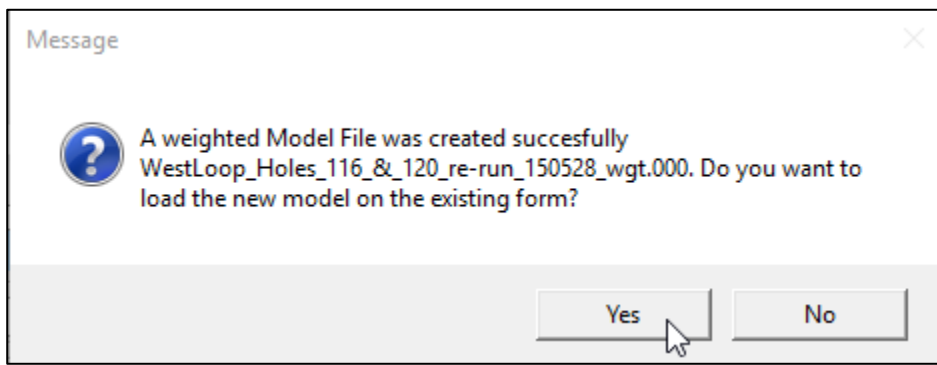 Message
A weighted Model File was created succesfully
WestLoop_Holes_116_&_120_re-run_150528_wgt.000. Do you want to
load the new model on the existing form?
Yes
No